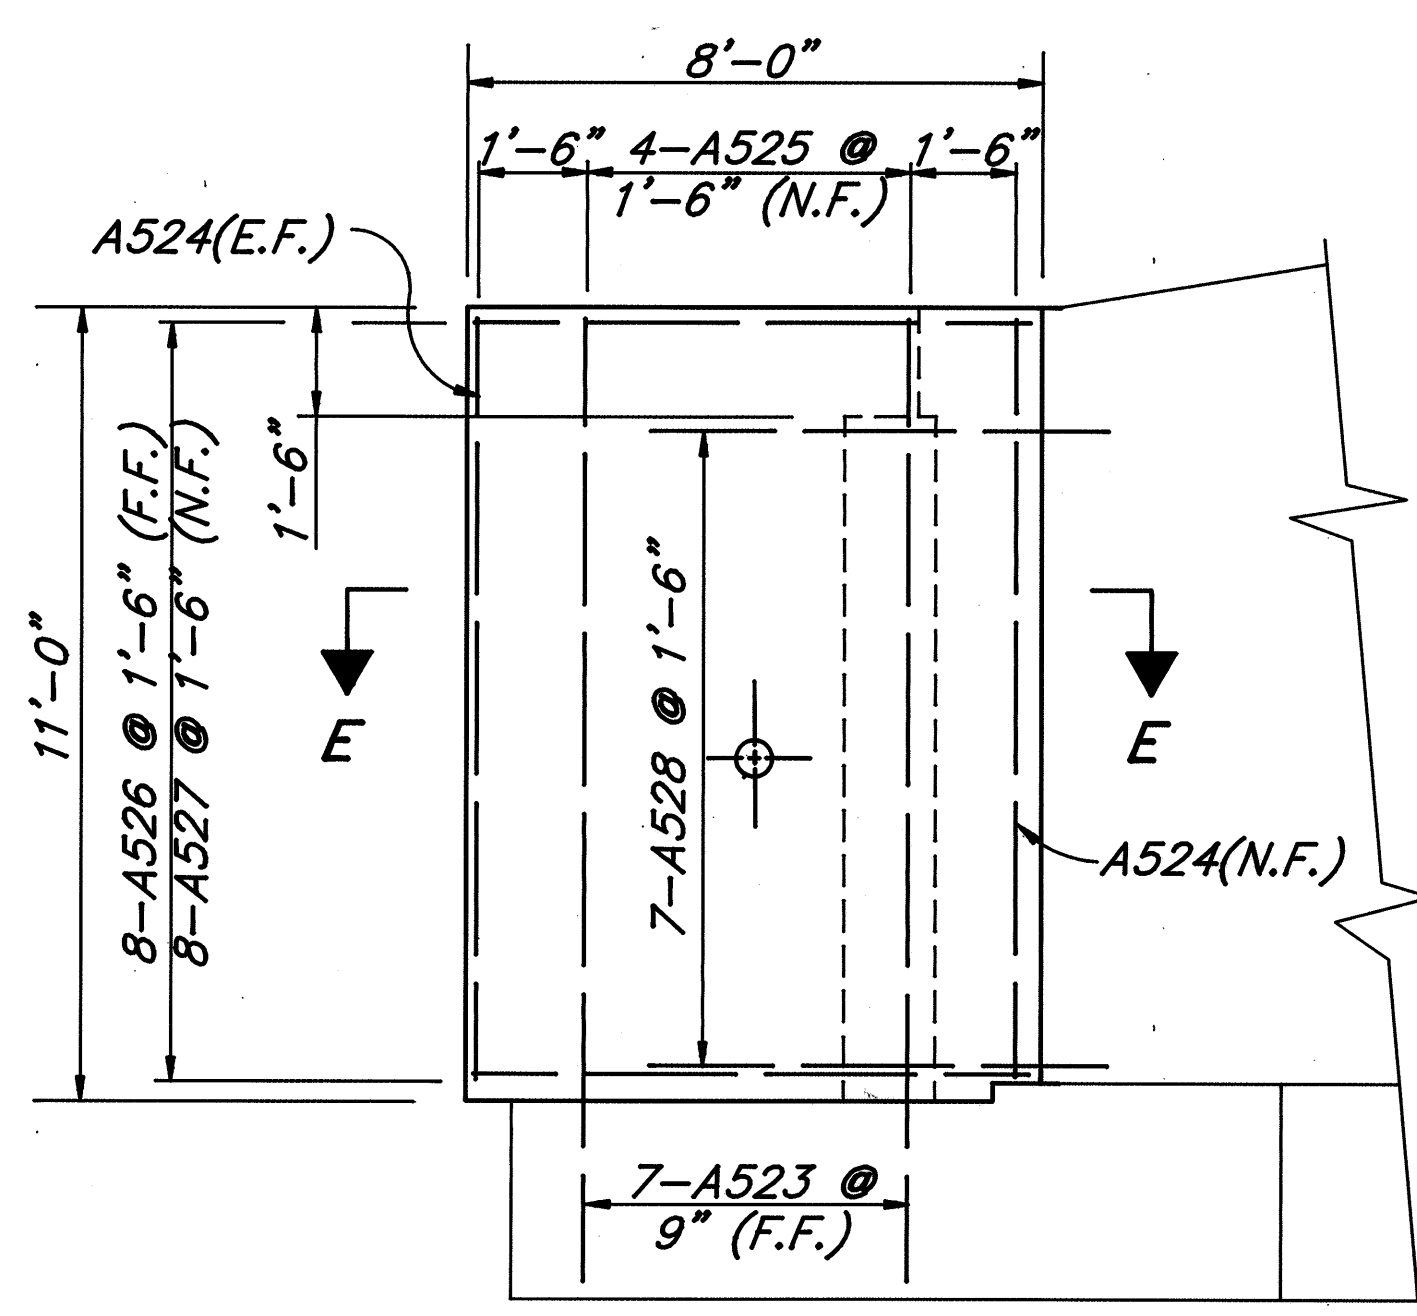 8'-0"
1'-6" 4-A525 @ 1'-6"
1'-6" (N.F.)
A524(E.F.)
11'-0"
8-A526 @ 1'-6" (F.F.)
8-A527 @ 1'-6" (N.F.)
1'-6"
7-A528 @ 1'-6"
E
E
A524(N.F.)
7-A523 @
9" (F.F.)